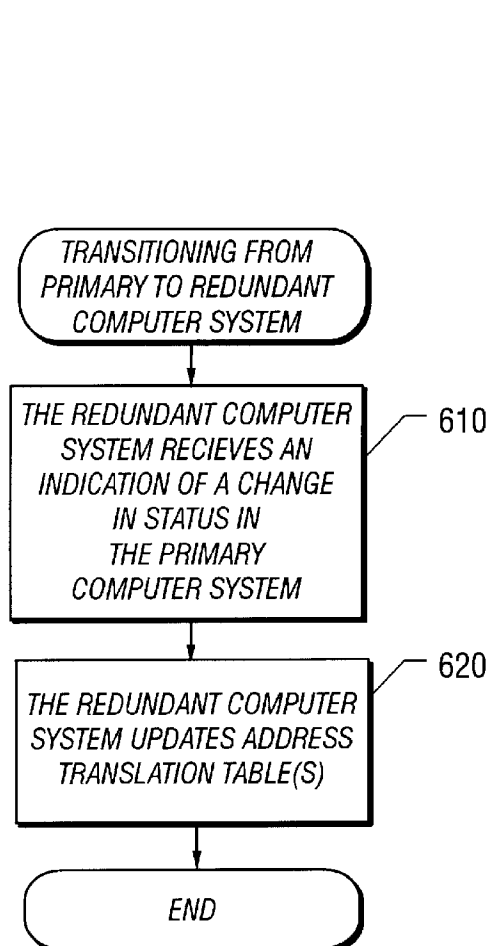 TRANSITIONING FROM
PRIMARY TO REDUNDANT
COMPUTER SYSTEM
THE REDUNDANT COMPUTER
SYSTEM RECIEVES AN
INDICATION OF A CHANGE
IN STATUS IN
THE PRIMARY
COMPUTER SYSTEM
610
THE REDUNDANT COMPUTER
SYSTEM UPDATES ADDRESS
TRANSLATION TABLE(S)
620
END